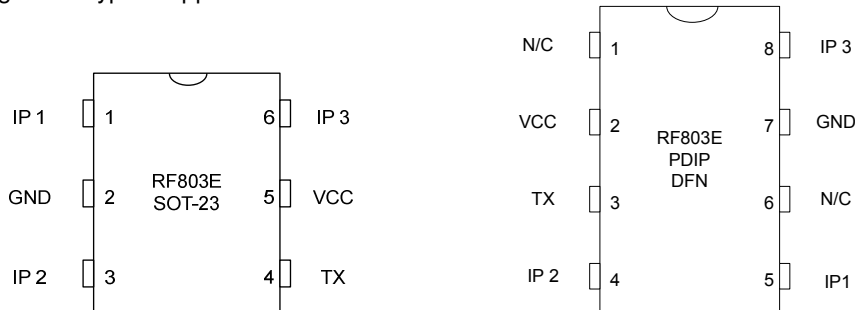 IP 1 1 6 IP 3
GND 2 RF803E SOT-23 5 VCC
IP 2 3 4 TX
N/C 1 8 IP 3
VCC 2 RF803E 7 GND
PDIP
TX 3 DFN 6 N/C
IP 2 4 5 IP1